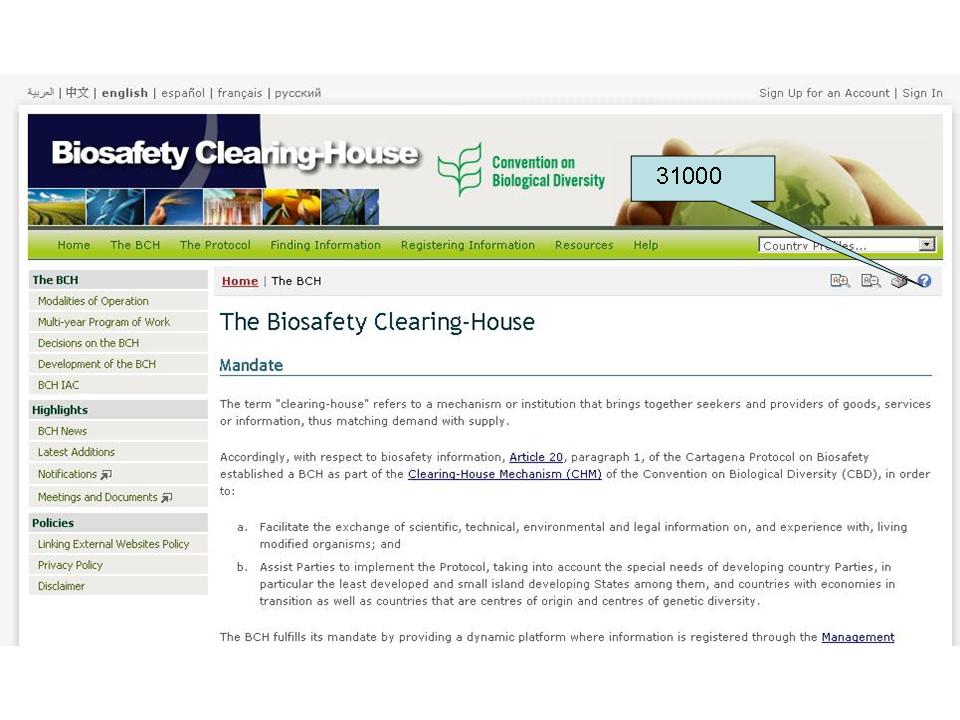 العربية | 中文 | english | español | français | русский
Sign Up for an Account | Sign In
Biosafety Clearing-House
Convention on
Biological Diversity
31000
Home The BCH The Protocol Finding Information Registering Information Resources Help
Country Profiles...
The BCH
Modalities of Operation
Multi-year Program of Work
Decisions on the BCH
Development of the BCH
BCH IAC
Highlights
BCH News
Latest Additions
Notifications
Meetings and Documents
Policies
Linking External Websites Policy
Privacy Policy
Disclaimer
Home | The BCH
The Biosafety Clearing-House
Mandate
The term "clearing-house" refers to a mechanism or institution that brings together seekers and providers of goods, services
or information, thus matching demand with supply.
Accordingly, with respect to biosafety information, Article 20, paragraph 1, of the Cartagena Protocol on Biosafety
established a BCH as part of the Clearing-House Mechanism (CHM) of the Convention on Biological Diversity (CBD), in order
to:
a. Facilitate the exchange of scientific, technical, environmental and legal information on, and experience with, living
modified organisms; and
b. Assist Parties to implement the Protocol, taking into account the special needs of developing country Parties, in
particular the least developed and small island developing States among them, and countries with economies in
transition as well as countries that are centres of origin and centres of genetic diversity.
The BCH fulfills its mandate by providing a dynamic platform where information is registered through the Management